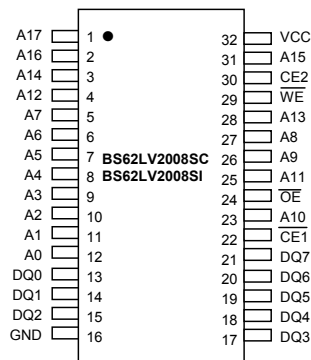 A17 1 32 VCC
A16 2 31 A15
A14 3 30 CE2
A12 4 29 WE
A7 5 28 A13
A6 6 27 A8
A5 7 BS62LV2008SC 26 A9
A4 8 BS62LV2008SI 25 A11
A3 9 24 OE
A2 10 23 A10
A1 11 22 CE1
A0 12 21 DQ7
DQ0 13 20 DQ6
DQ1 14 19 DQ5
DQ2 15 18 DQ4
GND 16 17 DQ3